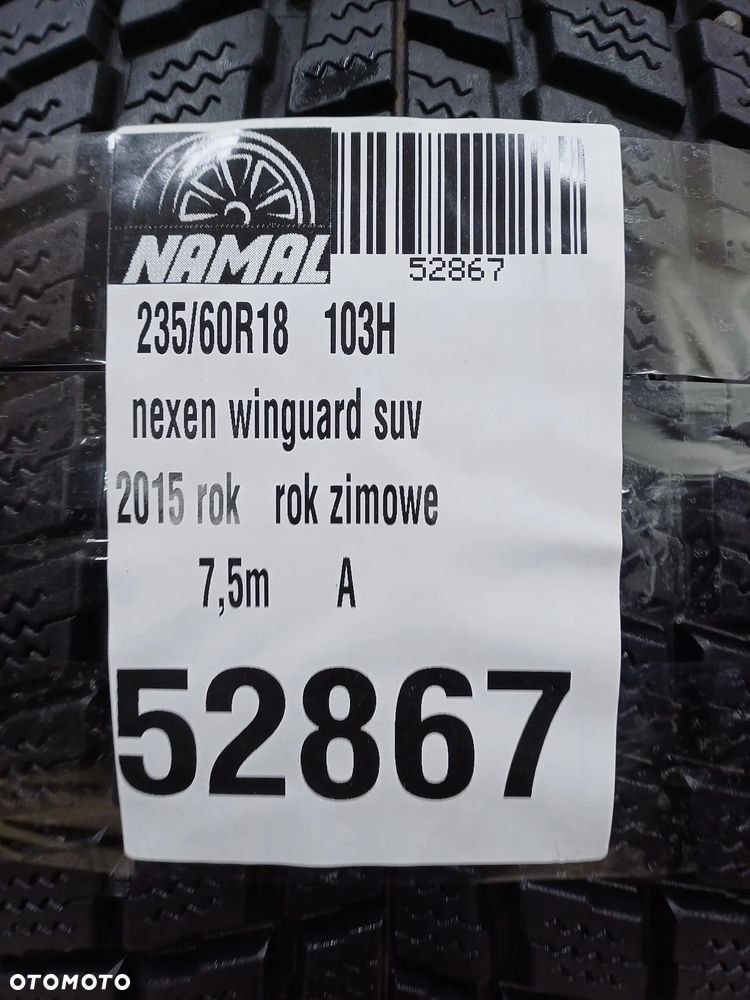 NAMAL
52867
235/60R18 103H
nexen winguard suv
2015 rok rok zimowe
7,5m A
52867
OTOMOTO